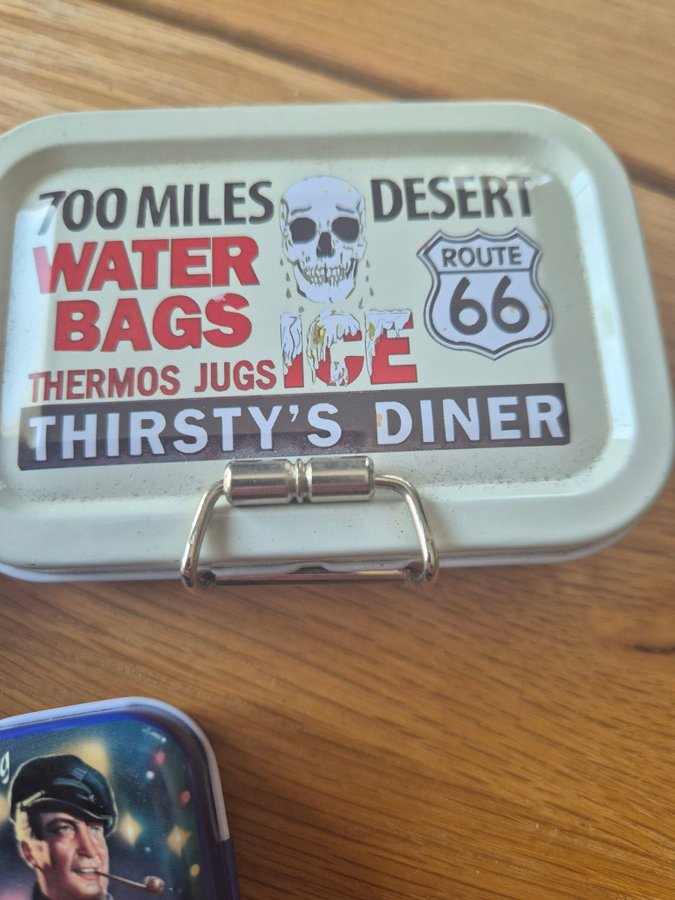 700 MILES DESERT
WATER
BAGS
ROUTE
66
ICE
THERMOS JUGS
THIRSTY'S DINER
g